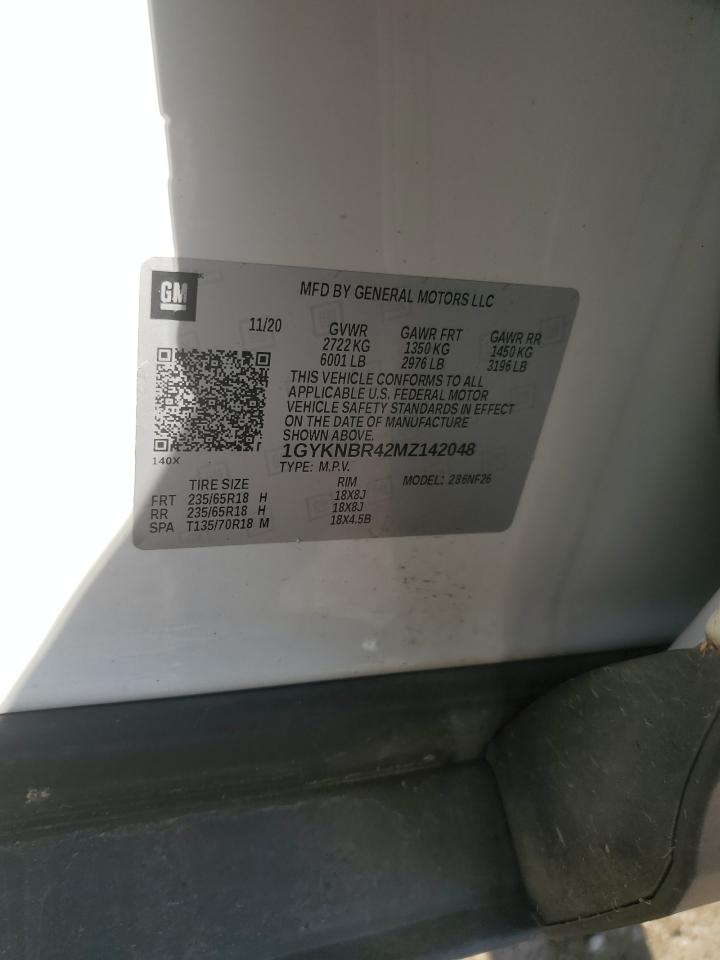 GM
MFD BY GENERAL MOTORS LLC
11/20 GVWR GAWR FRT GAWR RR
2722 KG 1350 KG 1450 KG
6001 LB 2976 LB 3196 LB
THIS VEHICLE CONFORMS TO ALL
APPLICABLE U.S. FEDERAL MOTOR
VEHICLE SAFETY STANDARDS IN EFFECT
ON THE DATE OF MANUFACTURE
SHOWN ABOVE.
1GYKNBR42MZ142048
140X
TYPE: M.P.V. MODEL: 286NF26
TIRE SIZE RIM
FRT 235/65R18 H 18X8J
RR 235/65R18 H 18X8J
SPA T135/70R18 M 18X4.5B